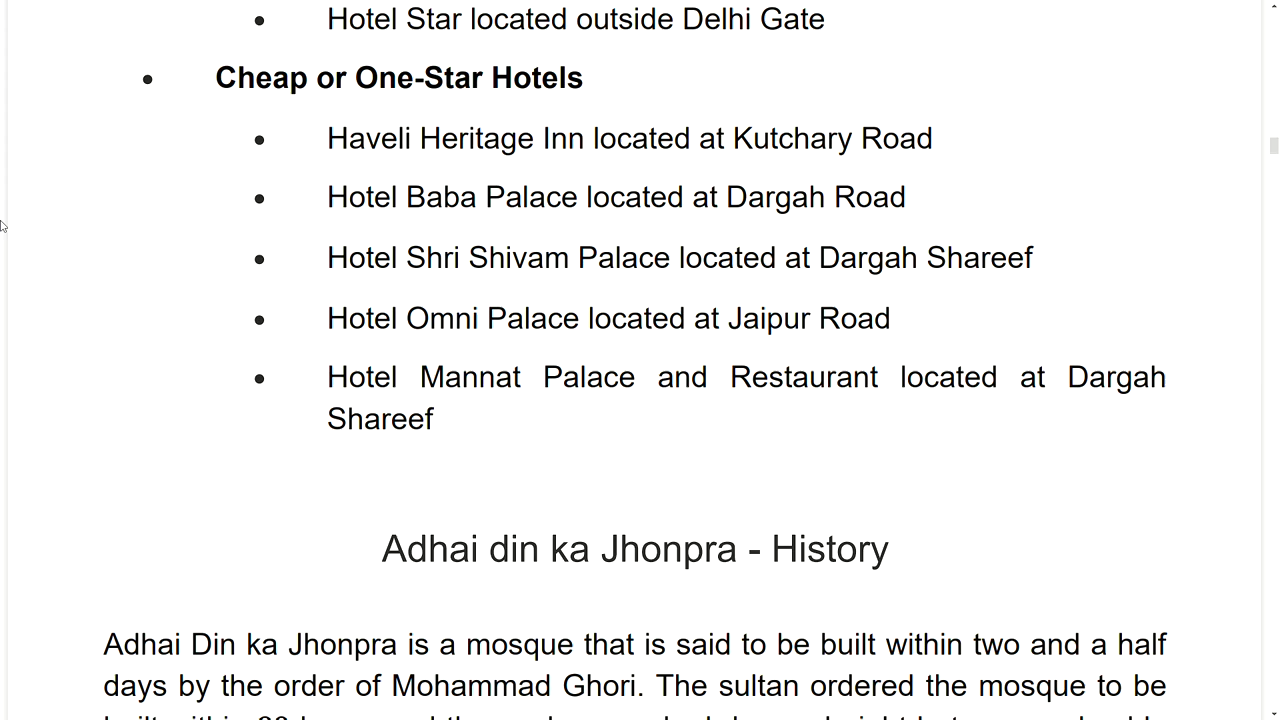 Hotel Star located outside Delhi Gate
Cheap or One-Star Hotels
Haveli Heritage Inn located at Kutchary Road
Hotel Baba Palace located at Dargah Road
Hotel Shri Shivam Palace located at Dargah Shareef
Hotel Omni Palace located at Jaipur Road
Hotel Mannat Palace and Restaurant located at Dargah
Shareef
Adhai din ka Jhonpra - History
Adhai Din ka Jhonpra is a mosque that is said to be built within two and a half
days by the order of Mohammad Ghori. The sultan ordered the mosque to be